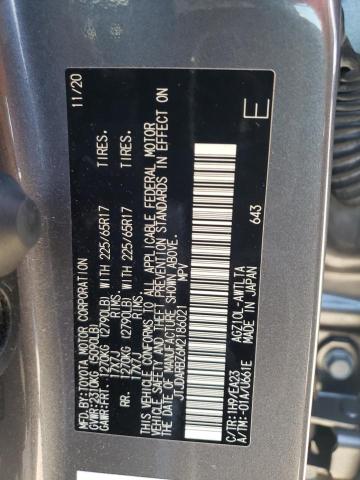 MFD.BY: TOYOTA MOTOR CORPORATION 11/20
GVWR:2310KG (5090LB)
GAWR:FRT. 1270KG (2790LB) WITH 225/65R17 TIRES.
17X7J RIMS.
RR. 1270KG (2790LB) WITH 225/65R17 TIRES.
17X7J RIMS.
THIS VEHICLE CONFORMS TO ALL APPLICABLE FEDERAL MOTOR
VEHICLE SAFETY AND THEFT PREVENTION STANDARDS IN EFFECT ON
THE DATE OF MANUFACTURE SHOWN ABOVE.
MPV
C/TR:1H9/EA23
A/TM:-01A/U661E
MADE IN JAPAN
643
E